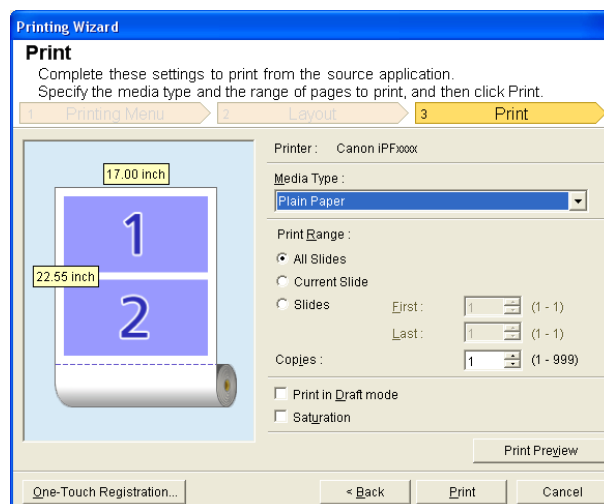 Printing Wizard
Print
Complete these settings to print from the source application.
Specify the media type and the range of pages to print, and then click Print.
1 Printing Menu 2 Layout 3 Print
Printer : Canon iPFxxxx
17.00 inch
Media Type :
Plain Paper
1
Print Range :
All Slides
22.55 inch
Current Slide
2
Slides First : 1 (1 - 1)
Last : 1 (1 - 1)
Copies : 1 (1 - 999)
Print in Draft mode
Saturation
Print Preview
One-Touch Registration... < Back Print Cancel